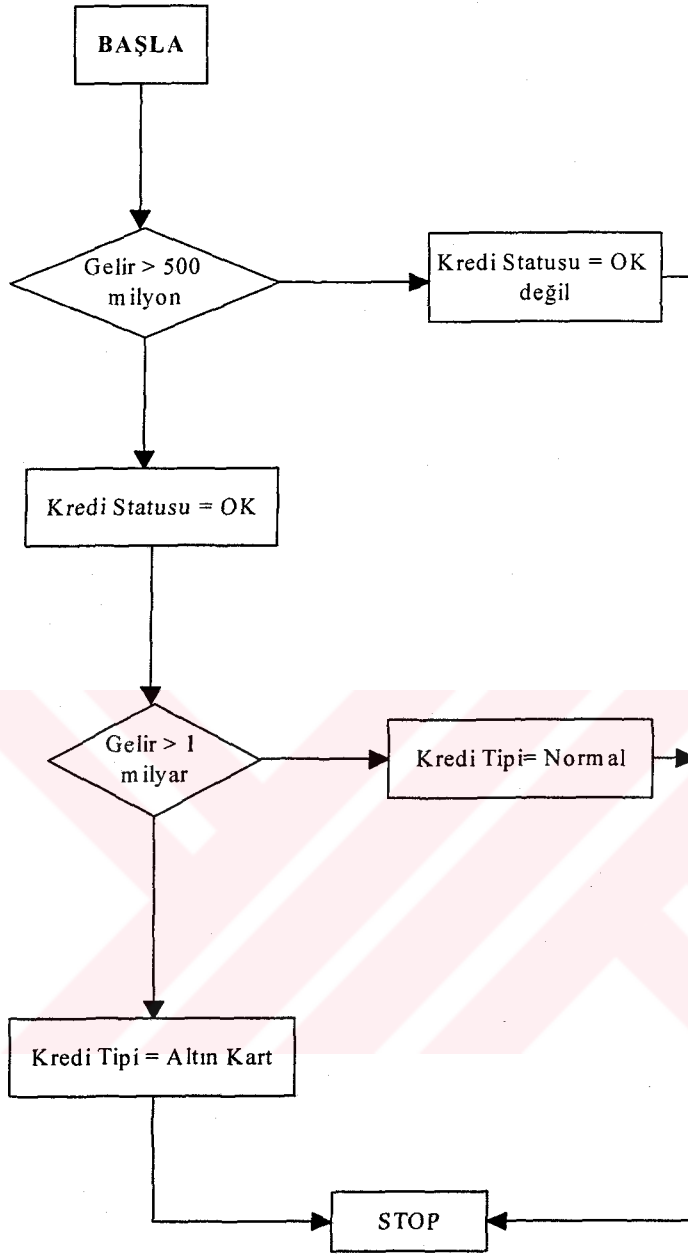 BAŞLA
Gelir > 500
milyon
Kredi Statusu = OK
değil
Kredi Statusu = OK
Gelir > 1
milyar
Kredi Tipi= Normal
Kredi Tipi = Altın Kart
STOP